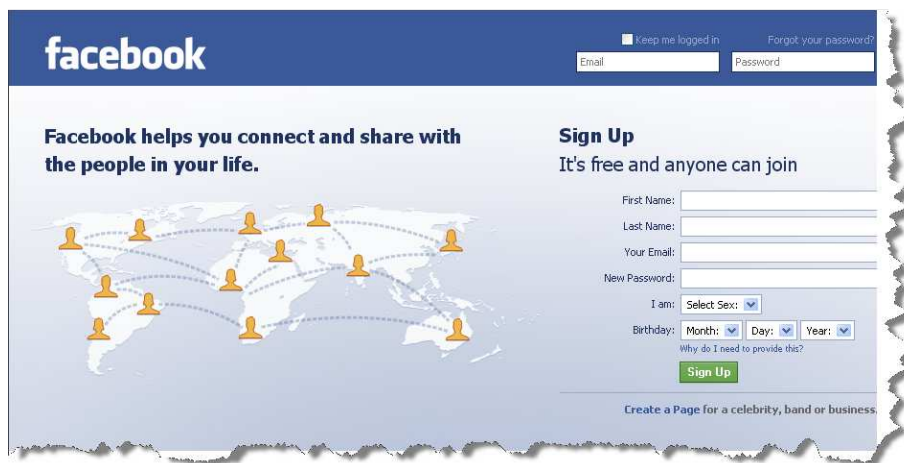 facebook
Keep me logged in
Forgot your password?
Email
Password
Facebook helps you connect and share with
the people in your life.
Sign Up
It's free and anyone can join
First Name:
Last Name:
Your Email:
New Password:
I am: Select Sex:
Birthday: Month: Day: Year:
Why do I need to provide this?
Sign Up
Create a Page for a celebrity, band or business.